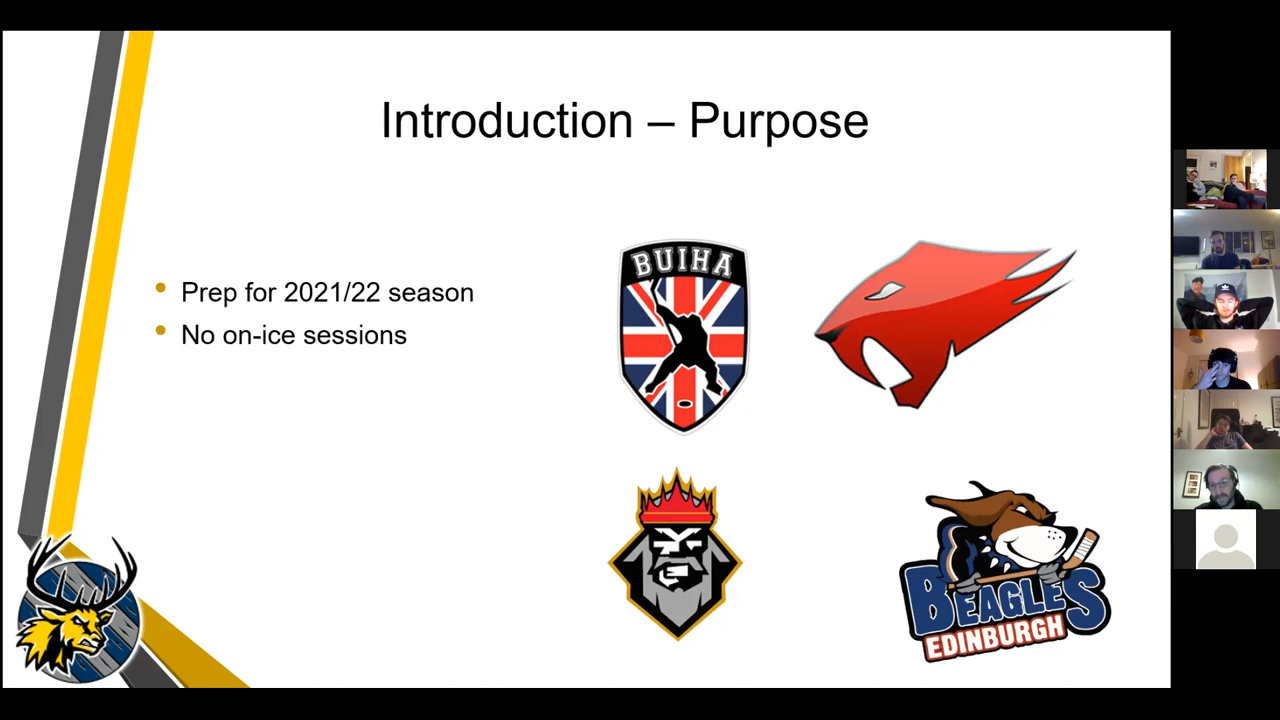 Introduction – Purpose
Prep for 2021/22 season
No on-ice sessions
BUIHA
BEAGLES
EDINBURGH